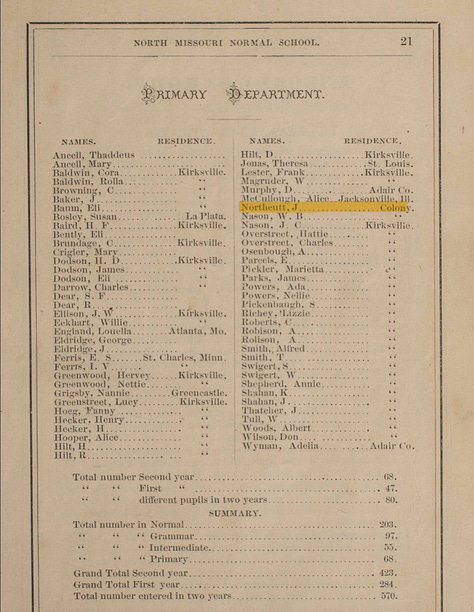 NORTH MISSOURI NORMAL SCHOOL. 21
PRIMARY DEPARTMENT.
NAMES. RESIDENCE.
Ancell, Thaddeus ..................
Ancell, Mary..................
Baldwin, Cora..........Kirksville.
Baldwin, Rolla.......... “
Browning, C.......... “
Baker, J.......... “
Baum, Eli.......... “
Bosley, Susan..........La Plata.
Baird, H F..........Kirksville.
Bently, Eli..........
Brundage, C..........Kirksville.
Crigler, Mary..........
Dodson, H. D..........Kirksville.
Dodson, James.......... “
Dodson, Eli.......... “
Darrow, Charles.......... “
Dear, S. F..........
Dear, R..........
Ellison, J. W..........Kirksville.
Eckhart, Willie.......... “
England, Louella..........Atlanta, Mo.
Eldridge, George..........
Eldridge, J..........
Ferris, E. S.......St. Charles, Minn.
Ferris, I. V.......... “
Greenwood, Hervey......Kirksville.
Greenwood, Nettie.......... “
Grigsby, Nannie......Greencastle.
Greenstreet, Lucy......Kirksville.
Hoeg, Fanny.......... “
Hecker, Henry.......... “
Hecker, H.......... “
Hooper, Alice.......... “
Hilt, H.......... “
Hilt, R.......... “
NAMES. RESIDENCE.
Hilt, D..........Kirksville.
Jonas, Theresa..........St. Louis.
Lester, Frank..........Kirksville.
Magruder, W.......... “
Murphy, D..........Adair Co.
McCullough, Alice..Jacksonville, Ill.
Northcutt, J..........Colony.
Nason, W. B.......... “
Nason, J. C..........Kirksville.
Overstreet, Hattie.......... “
Overstreet, Charles.......... “
Osenbough, A.......... “
Parcels, E.......... “
Pickler, Marietta.......... “
Parks, James.......... “
Powers, Ada.......... “
Powers, Nellie.......... “
Pickenbaugh, S.......... “
Richey, Lizzie.......... “
Roberts, C.......... “
Robison, A.......... “
Rolison, A.......... “
Smith, Alfred.......... “
Smith, T.......... “
Swigert, S.......... “
Swigert, W.......... “
Shepherd, Annie.......... “
Shahan, K.......... “
Shahan, J.......... “
Thatcher, J.......... “
Tull, W.......... “
Woods, Albert.......... “
Wilson, Don.......... “
Wyman, Adelia..........Adair Co.
Total number Second year.......... 68.
“ “ First “ .......... 47.
“ “ different pupils in two years.......... 80.
SUMMARY.
Total number in Normal.......... 203.
“ “ “ Grammar.......... 97.
“ “ “ Intermediate.......... 55.
“ “ “ Primary.......... 68.
Grand Total Second year.......... 423.
Grand Total First year.......... 284.
Total number entered in two years.......... 570.